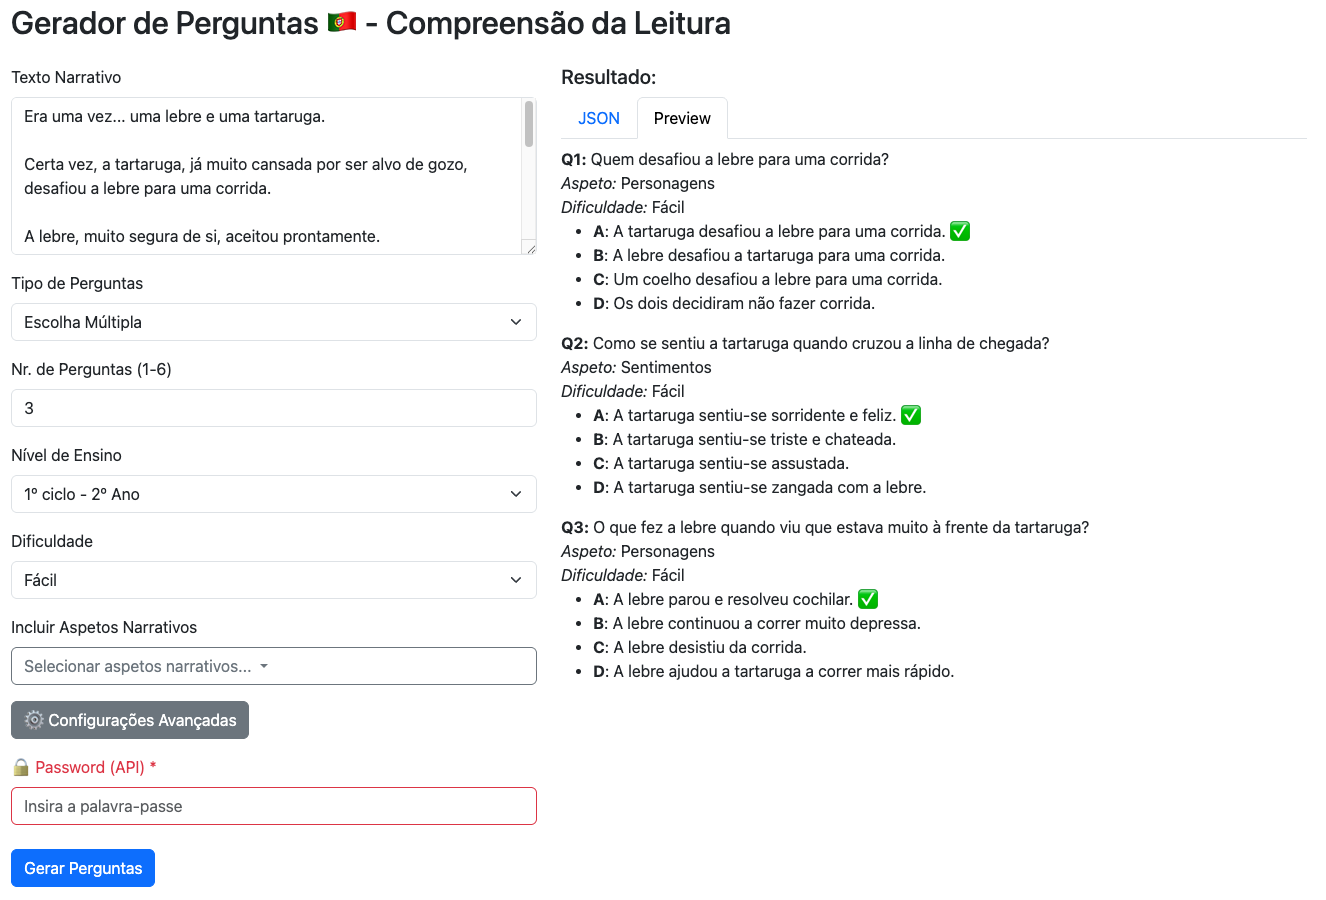 Gerador de Perguntas 🇵🇹 - Compreensão da Leitura
Texto Narrativo
Era uma vez... uma lebre e uma tartaruga.
Certa vez, a tartaruga, já muito cansada por ser alvo de gozo,
desafiou a lebre para uma corrida.
A lebre, muito segura de si, aceitou prontamente.
Tipo de Perguntas
Escolha Múltipla
Nr. de Perguntas (1-6)
3
Nível de Ensino
1º ciclo - 2º Ano
Dificuldade
Fácil
Incluir Aspetos Narrativos
Selecionar aspetos narrativos...
⚙️ Configurações Avançadas
🔒 Password (API) *
Insira a palavra-passe
Gerar Perguntas
Resultado:
JSON Preview
Q1: Quem desafiou a lebre para uma corrida?
Aspeto: Personagens
Dificuldade: Fácil
• A: A tartaruga desafiou a lebre para uma corrida. ✅
• B: A lebre desafiou a tartaruga para uma corrida.
• C: Um coelho desafiou a lebre para uma corrida.
• D: Os dois decidiram não fazer corrida.
Q2: Como se sentiu a tartaruga quando cruzou a linha de chegada?
Aspeto: Sentimentos
Dificuldade: Fácil
• A: A tartaruga sentiu-se sorridente e feliz. ✅
• B: A tartaruga sentiu-se triste e chateada.
• C: A tartaruga sentiu-se assustada.
• D: A tartaruga sentiu-se zangada com a lebre.
Q3: O que fez a lebre quando viu que estava muito à frente da tartaruga?
Aspeto: Personagens
Dificuldade: Fácil
• A: A lebre parou e resolveu cochilar. ✅
• B: A lebre continuou a correr muito depressa.
• C: A lebre desistiu da corrida.
• D: A lebre ajudou a tartaruga a correr mais rápido.